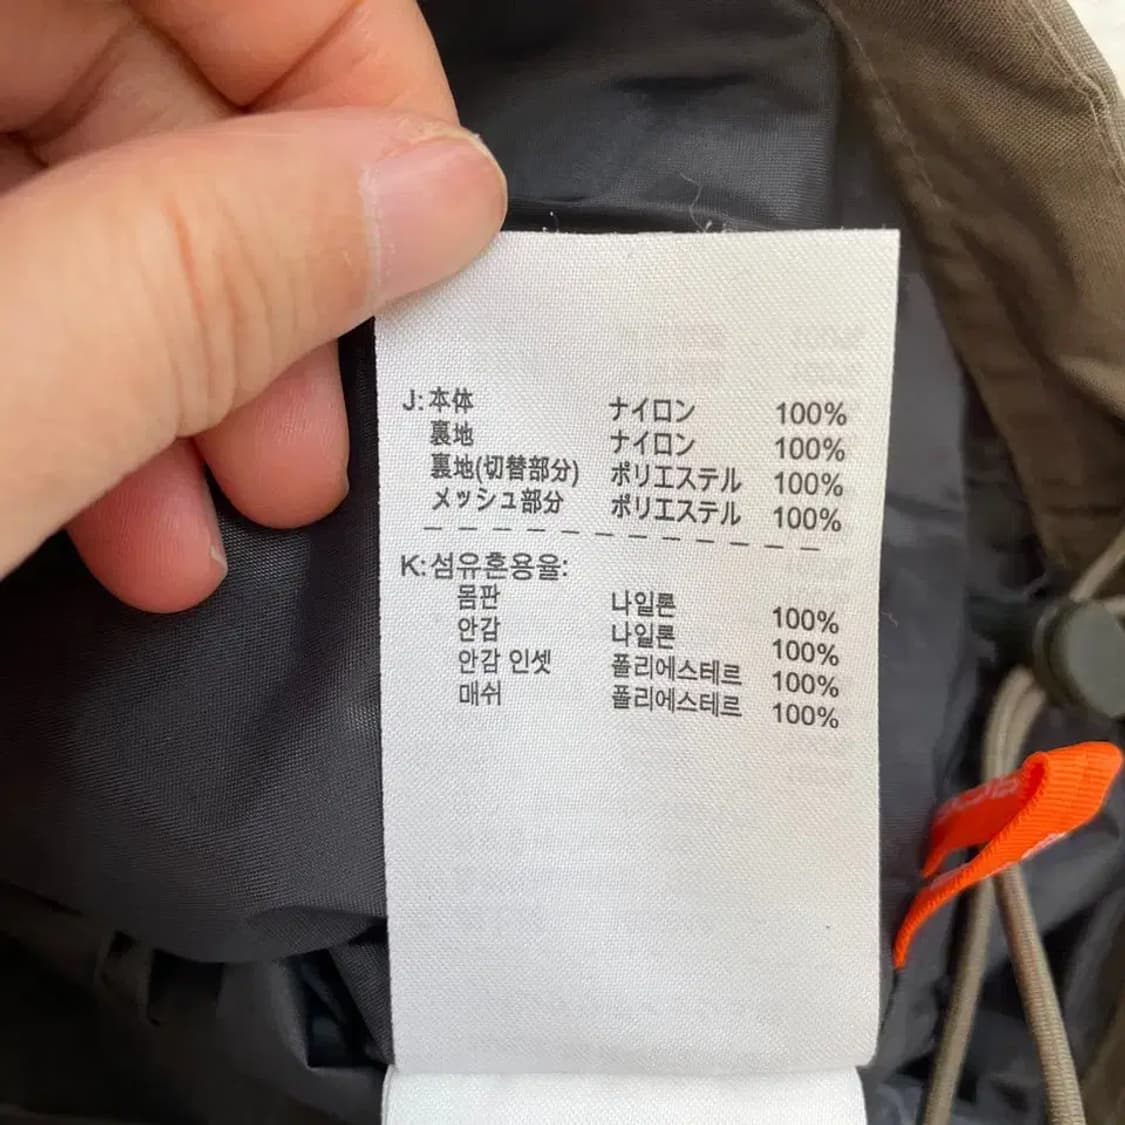 J:本体 ナイロン 100%
裏地 ナイロン 100%
裏地(切替部分) ポリエステル 100%
メッシュ部分 ポリエステル 100%
K:섬유혼용율:
몸판 나일론 100%
안감 나일론 100%
안감 인셋 폴리에스테르 100%
매쉬 폴리에스테르 100%